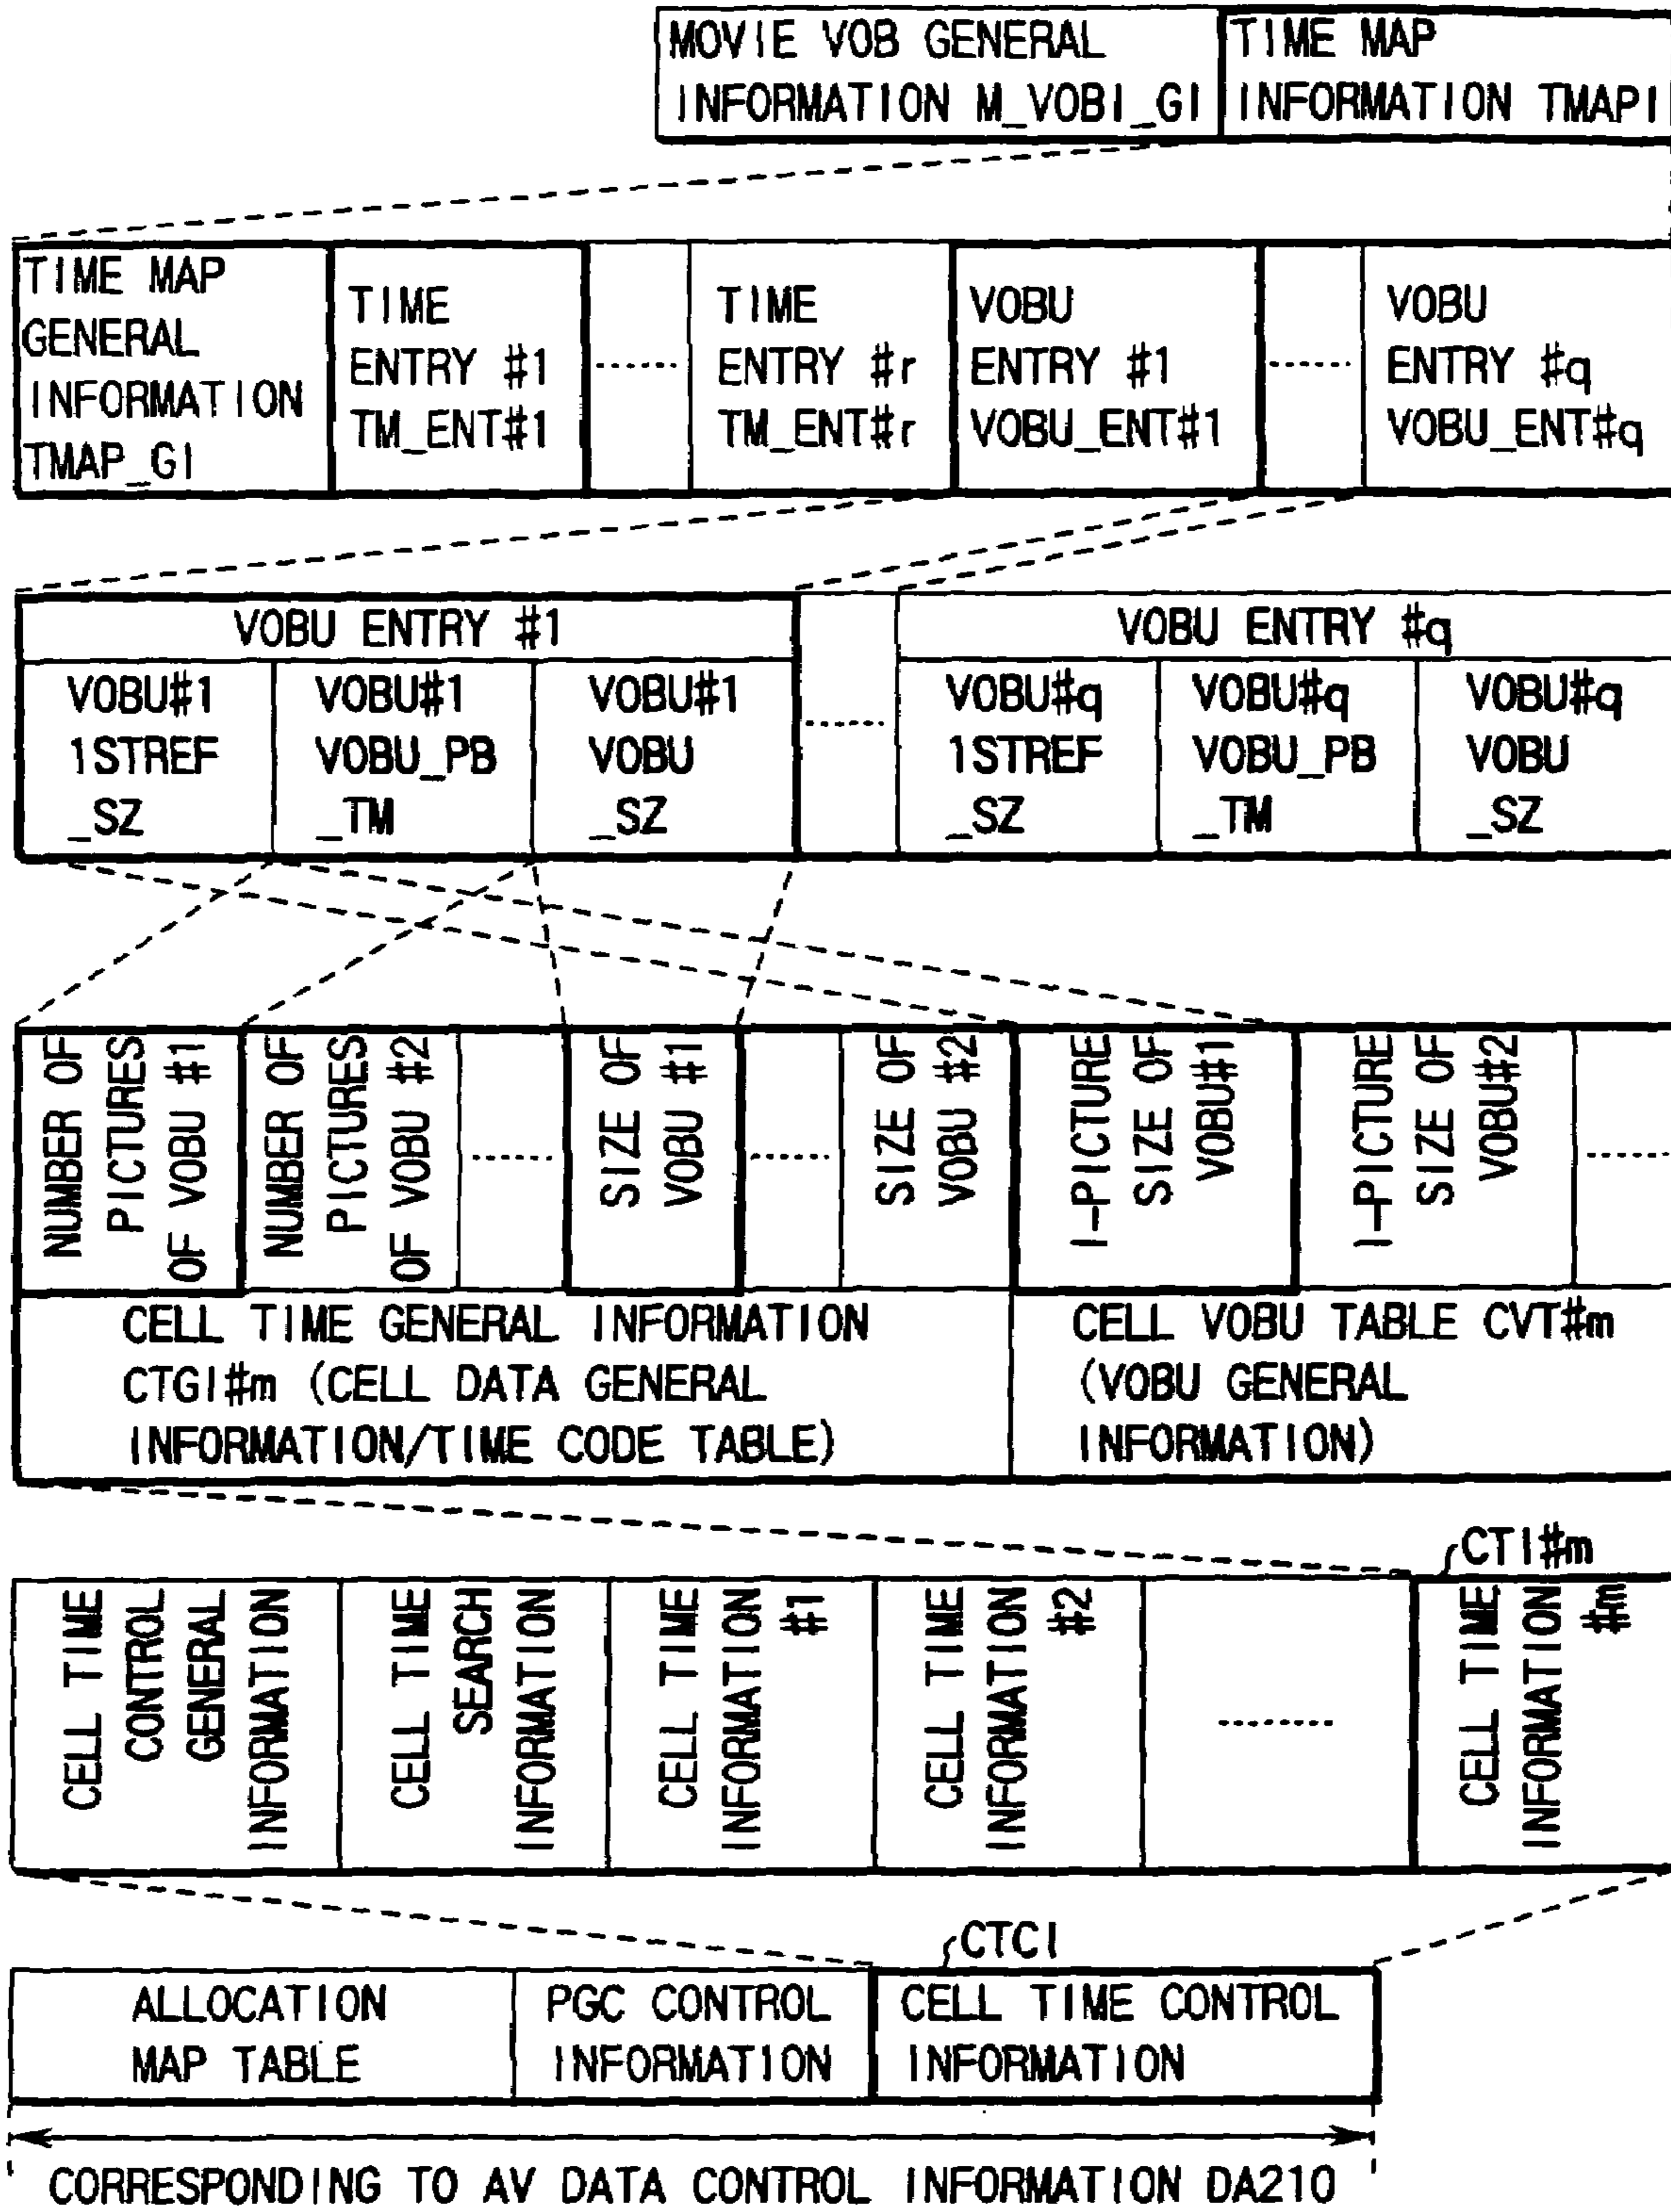 MOVIE VOB GENERAL
INFORMATION M_VOBI_GI
TIME MAP
INFORMATION TMAPI
TIME MAP
GENERAL
INFORMATION
TMAP_GI
TIME
ENTRY #1
TM_ENT#1
........
TIME
ENTRY #r
TM_ENT#r
VOBU
ENTRY #1
VOBU_ENT#1
........
VOBU
ENTRY #q
VOBU_ENT#q
VOBU ENTRY #1
VOBU#1
1STREF
_SZ
VOBU#1
VOBU_PB
_TM
VOBU#1
VOBU
_SZ
........
VOBU ENTRY #q
VOBU#q
1STREF
_SZ
VOBU#q
VOBU_PB
_TM
VOBU#q
VOBU
_SZ
NUMBER OF
PICTURES
OF VOBU #1
NUMBER OF
PICTURES
OF VOBU #2
........
SIZE OF
VOBU #1
........
SIZE OF
VOBU #2
I-PICTURE
SIZE OF
VOBU#1
I-PICTURE
SIZE OF
VOBU#2
........
CELL TIME GENERAL INFORMATION
CTGI#m (CELL DATA GENERAL
INFORMATION/TIME CODE TABLE)
CELL VOBU TABLE CVT#m
(VOBU GENERAL
INFORMATION)
CTI#m
CELL TIME
CONTROL
GENERAL
INFORMATION
CELL TIME
SEARCH
INFORMATION
CELL TIME
INFORMATION
#1
CELL TIME
INFORMATION
#2
...........
CELL TIME
INFORMATION
#m
CTCI
ALLOCATION
MAP TABLE
PGC CONTROL
INFORMATION
CELL TIME CONTROL
INFORMATION
CORRESPONDING TO AV DATA CONTROL INFORMATION DA210